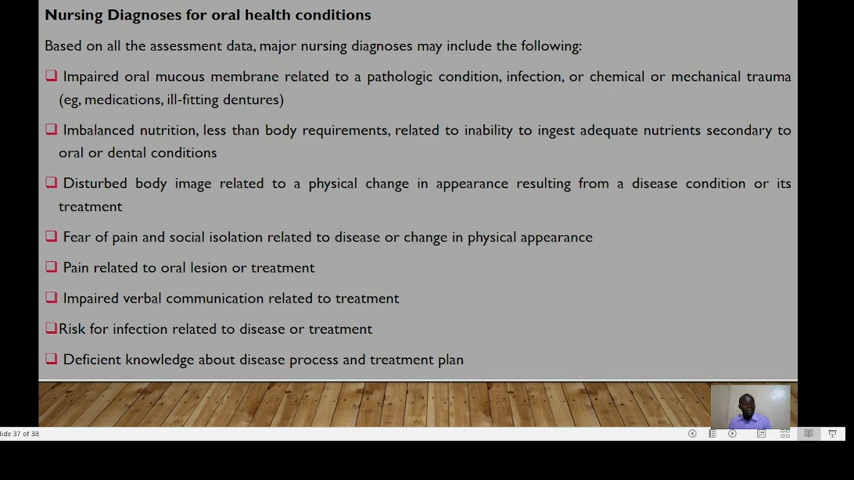 Nursing Diagnoses for oral health conditions
Based on all the assessment data, major nursing diagnoses may include the following:
Impaired oral mucous membrane related to a pathologic condition, infection, or chemical or mechanical trauma
(eg, medications, ill-fitting dentures)
Imbalanced nutrition, less than body requirements, related to inability to ingest adequate nutrients secondary to
oral or dental conditions
Disturbed body image related to a physical change in appearance resulting from a disease condition or its
treatment
Fear of pain and social isolation related to disease or change in physical appearance
Pain related to oral lesion or treatment
Impaired verbal communication related to treatment
Risk for infection related to disease or treatment
Deficient knowledge about disease process and treatment plan
lide 37 of 38